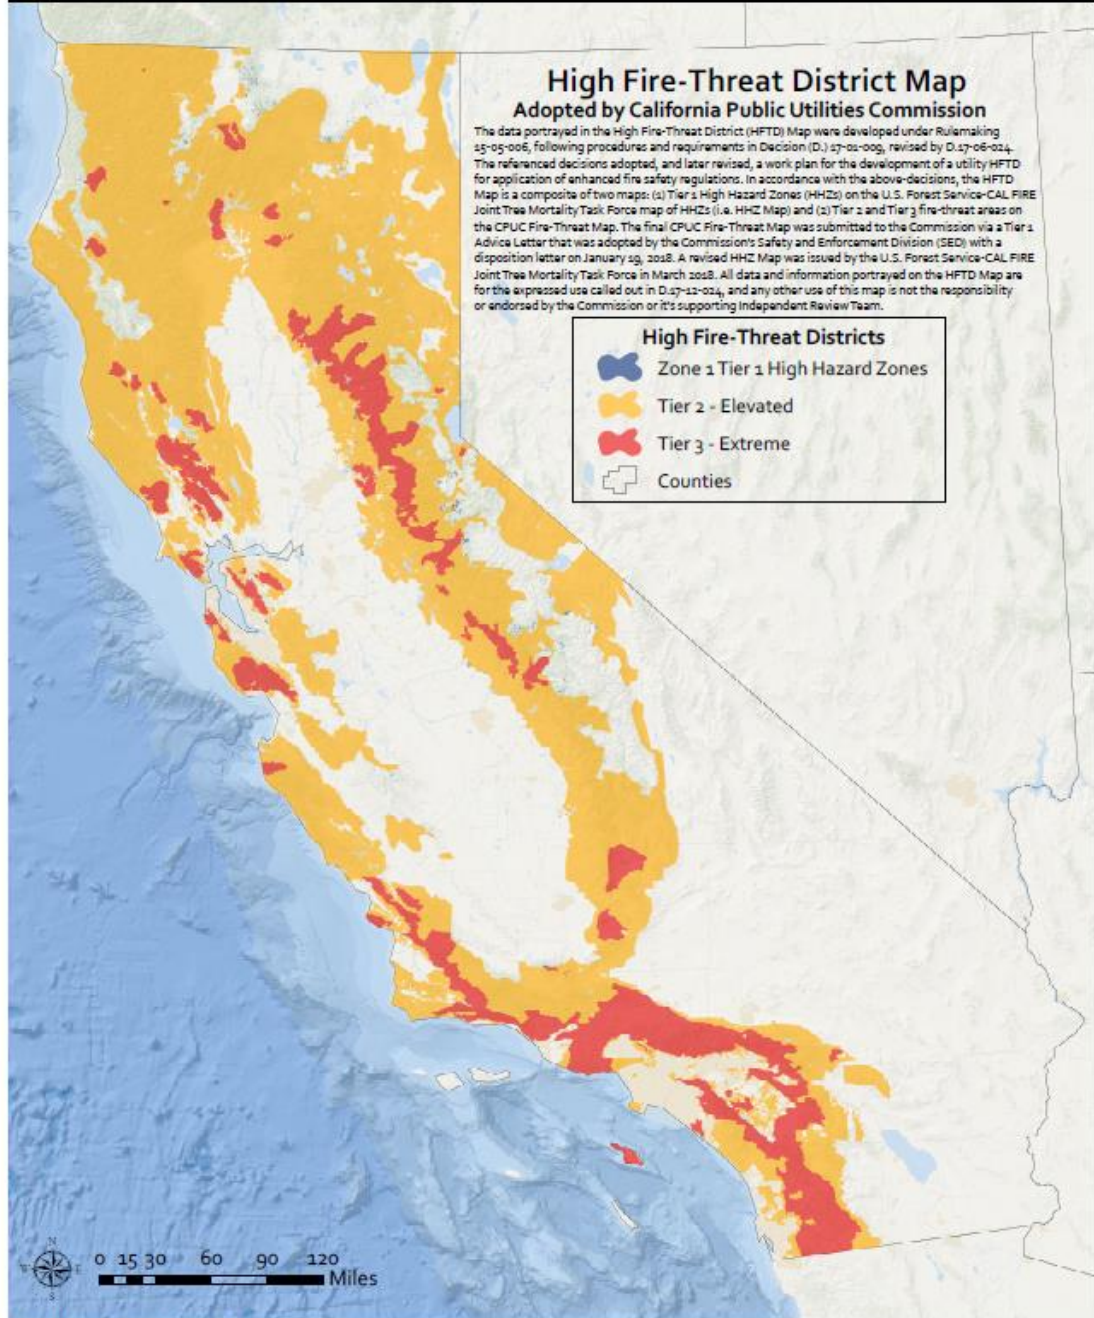 High Fire-Threat District Map
Adopted by California Public Utilities Commission
The data portrayed in the High Fire-Threat District (HFTD) Map were developed under Rulemaking
15-05-006, following procedures and requirements in Decision (D.) 17-01-009, revised by D.17-06-024.
The referenced decisions adopted, and later revised, a work plan for the development of a utility HFTD
for application of enhanced fire safety regulations. In accordance with the above-decisions, the HFTD
Map is a composite of two maps: (1) Tier 1 High Hazard Zones (HHZs) on the U.S. Forest Service-CAL FIRE
Joint Tree Mortality Task Force map of HHZs (i.e. HHZ Map) and (2) Tier 2 and Tier 3 fire-threat areas on
the CPUC Fire-Threat Map. The final CPUC Fire-Threat Map was submitted to the Commission via a Tier 1
Advice Letter that was adopted by the Commission's Safety and Enforcement Division (SED) with a
disposition letter on January 19, 2018. A revised HHZ Map was issued by the U.S. Forest Service-CAL FIRE
Joint Tree Mortality Task Force in March 2018. All data and information portrayed on the HFTD Map are
for the expressed use called out in D.17-12-024, and any other use of this map is not the responsibility
or endorsed by the Commission or it's supporting Independent Review Team.
High Fire-Threat Districts
Zone 1 Tier 1 High Hazard Zones
Tier 2 - Elevated
Tier 3 - Extreme
Counties
N
W E
S
0 15 30 60 90 120
Miles